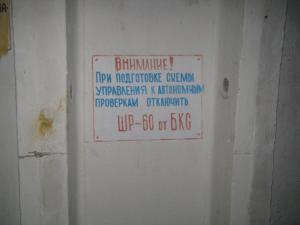 ВНИМАНИЕ!
ПРИ ПОДГОТОВКЕ СХЕМЫ
УПРАВЛЕНИЯ К АВТОНОМНЫМ
ПРОВЕРКАМ ОТКЛЮЧИТЬ
ШР-60 ОТ БКС